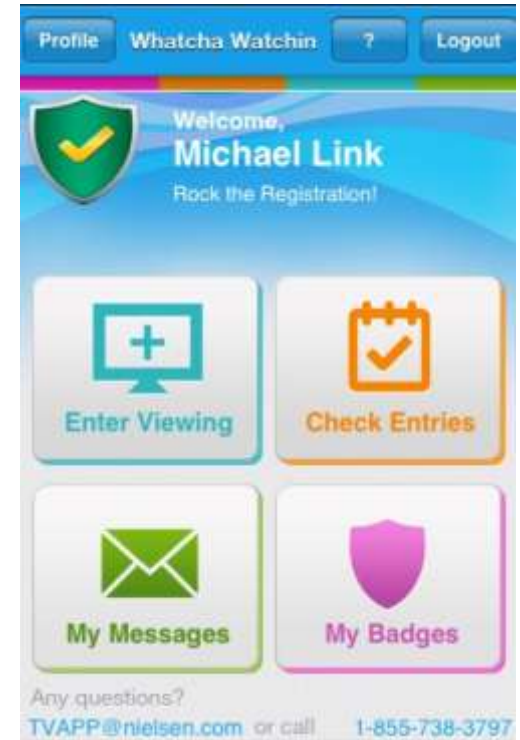 Profile Whatcha Watchin ? Logout
Welcome,
Michael Link
Rock the Registration!
Enter Viewing Check Entries
My Messages My Badges
Any questions?
TVAPP@nielsen.com or call 1-855-738-3797